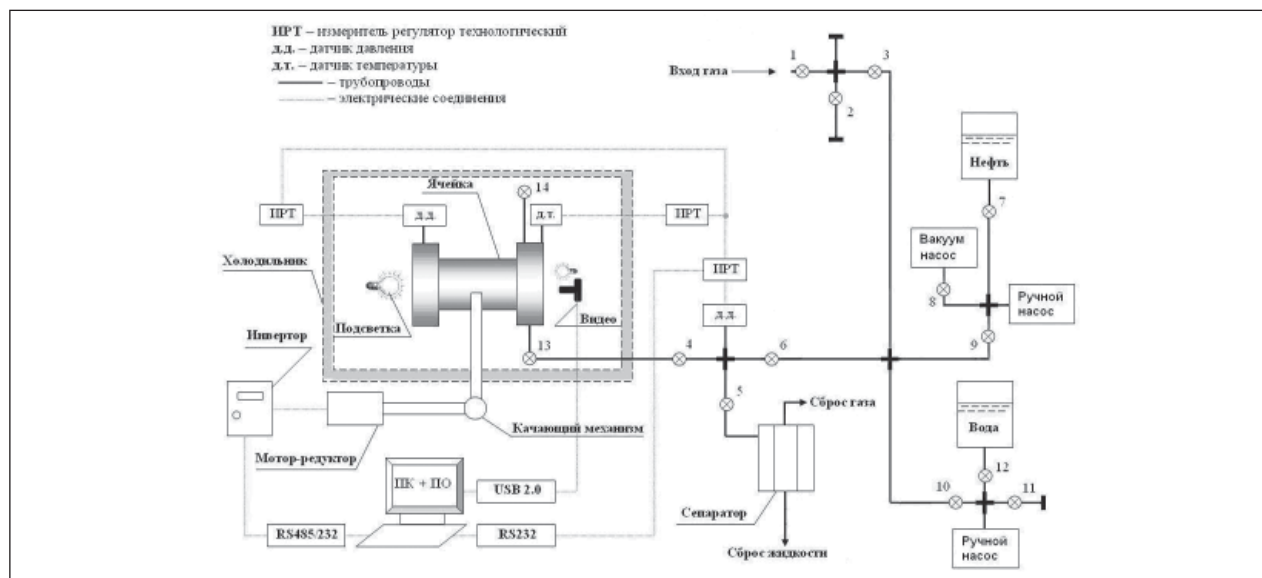 ИРТ – измеритель регулятор технологический
д.д. – датчик давления
д.т. – датчик температуры
– трубопроводы
– электрические соединения
Вход газа
1
3
2
Нефть
7
Вакуум
насос
8
Ручной
насос
9
Ячейка
14
ИРТ
д.д.
д.т.
ИРТ
Холодильник
ИРТ
Подсветка
Видео
д.д.
Инвертор
13
4
6
5
Сброс газа
Вода
Качающий механизм
Мотор-редуктор
12
10
11
ПК + ПО
USB 2.0
Сепаратор
RS485/232
RS232
Ручной
насос
Сброс жидкости